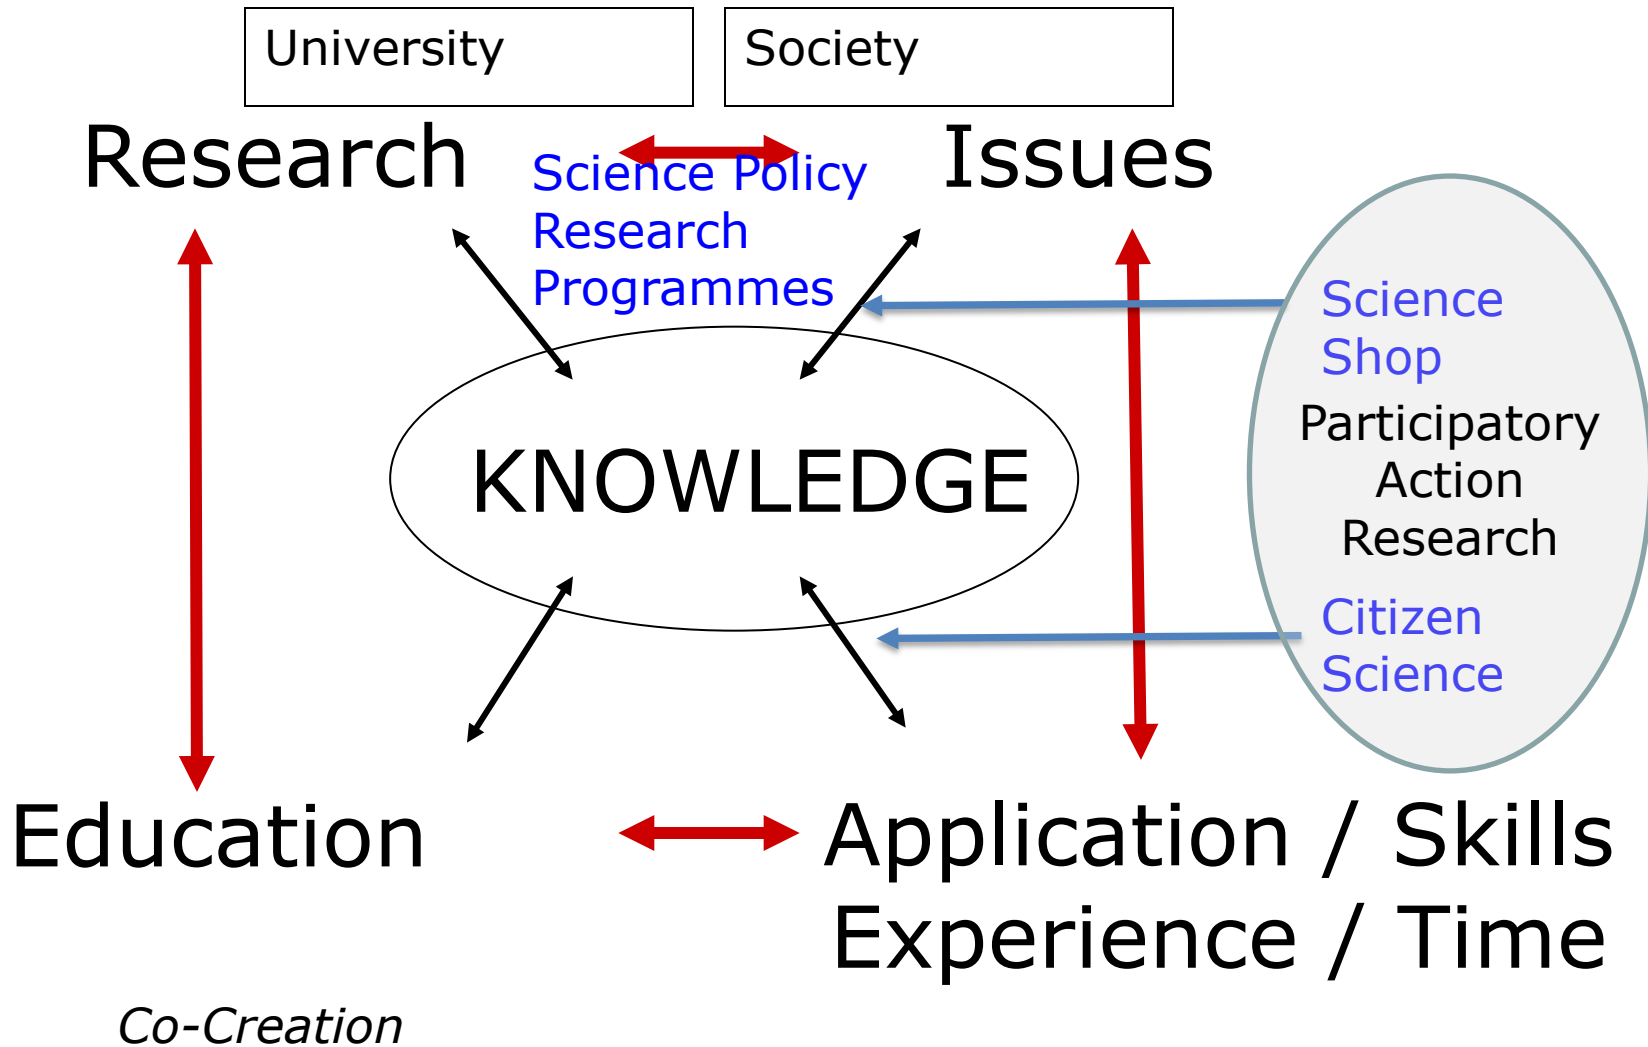 University
Society
Research
Issues
Science Policy
Research
Programmes
Science
Shop
Participatory
Action
Research
KNOWLEDGE
Citizen
Science
Education
Application / Skills
Experience / Time
Co-Creation